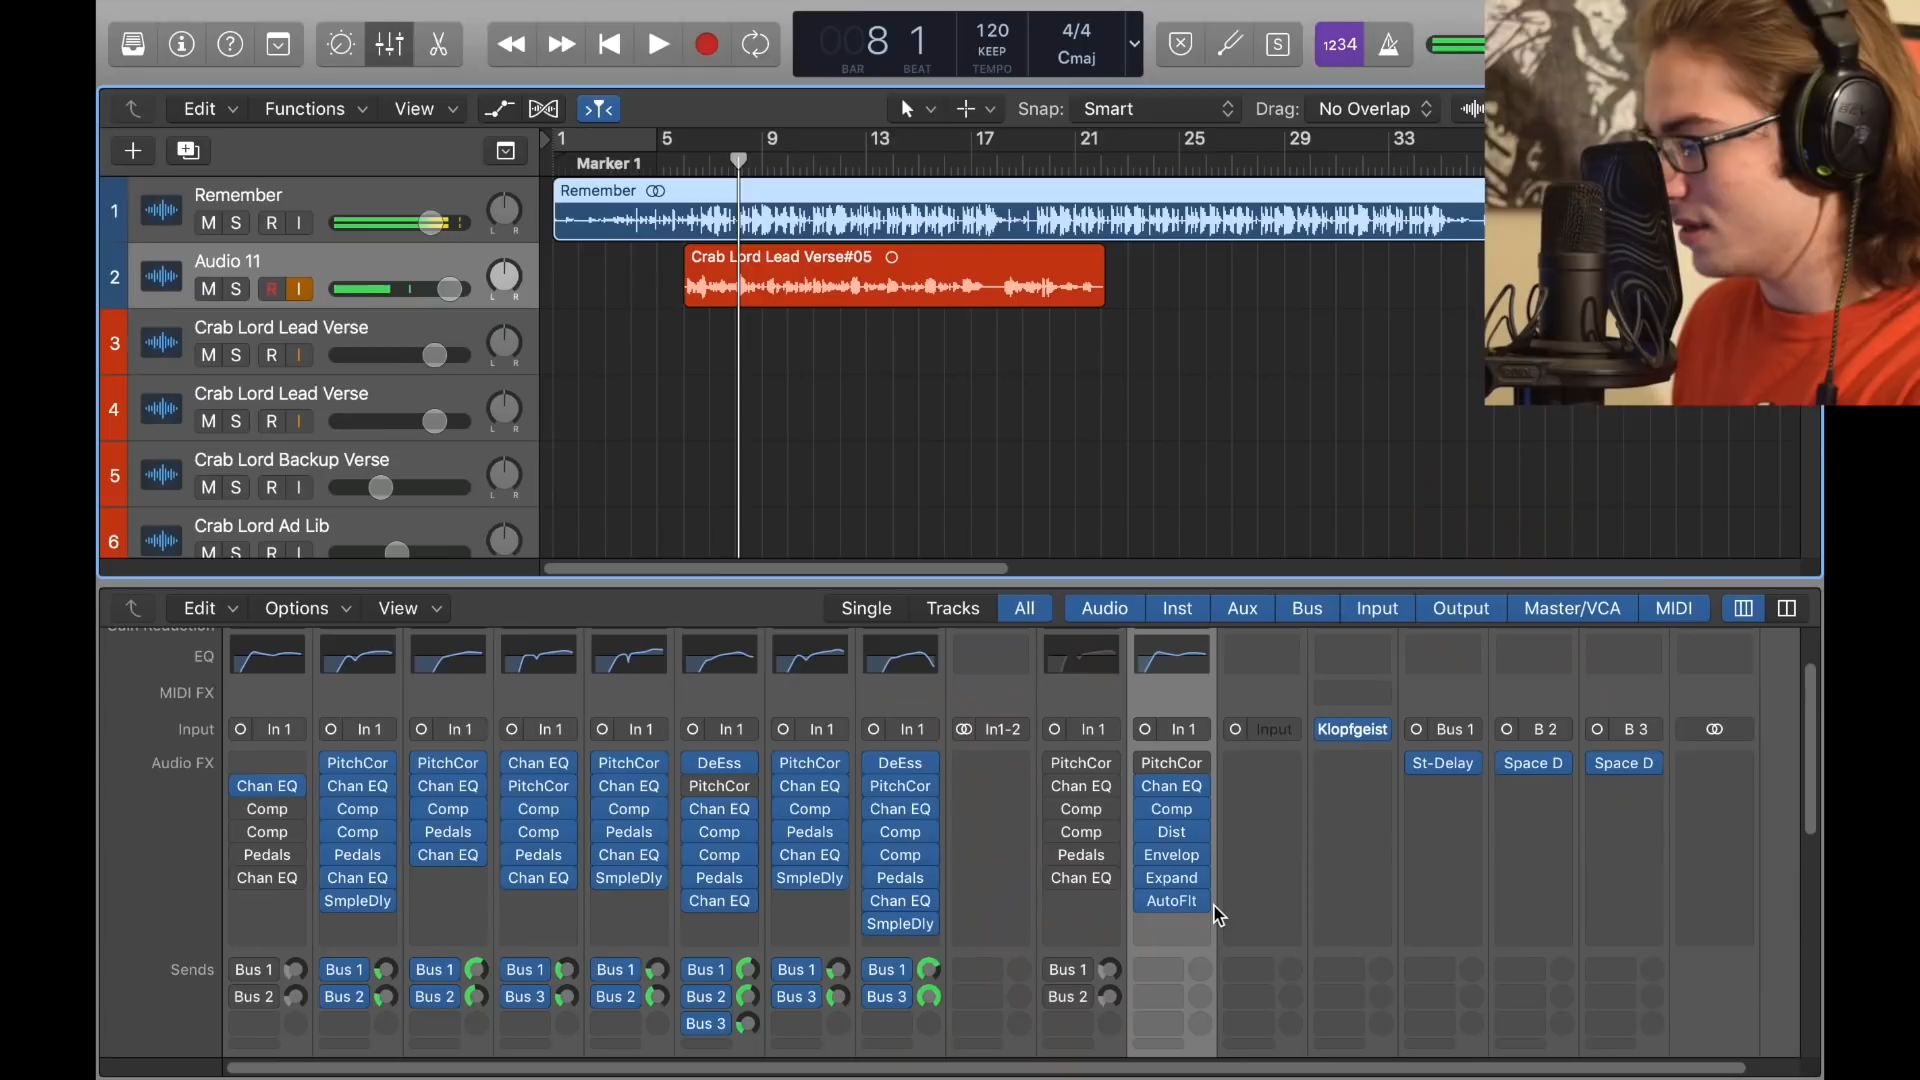 008 1
BAR BEAT
120
KEEP
TEMPO
4/4
Cmaj
S
1234
Edit Functions View
Snap: Smart
Drag: No Overlap
1 5 9 13 17 21 25 29 33
Marker 1
1
Remember
M S R I
L R
Remember
2
Audio 11
M S R I
L R
Crab Lord Lead Verse#05
3
Crab Lord Lead Verse
M S R I
L R
4
Crab Lord Lead Verse
M S R I
L R
5
Crab Lord Backup Verse
M S R I
L R
6
Crab Lord Ad Lib
M S R I
Edit Options View
Single Tracks All
Audio Inst Aux Bus Input Output Master/VCA MIDI
Gain Reduction
EQ
MIDI FX
Input In 1 In 1 In 1 In 1 In 1 In 1 In 1 In 1 In1-2 In 1 In 1 Input Klopfgeist Bus 1 B 2 B 3
Audio FX PitchCor PitchCor Chan EQ PitchCor DeEss PitchCor DeEss PitchCor PitchCor St-Delay Space D Space D
Chan EQ Chan EQ Chan EQ PitchCor Chan EQ PitchCor Chan EQ PitchCor Chan EQ Chan EQ
Comp Comp Comp Comp Comp Chan EQ Comp Chan EQ Comp Comp
Comp Comp Pedals Comp Pedals Comp Pedals Comp Comp Dist
Pedals Pedals Chan EQ Pedals Chan EQ Comp Chan EQ Comp Pedals Envelop
Chan EQ Chan EQ Chan EQ SmpleDly Pedals SmpleDly Pedals Chan EQ Expand
SmpleDly Chan EQ Chan EQ AutoFlt
SmpleDly
Sends Bus 1 Bus 1 Bus 1 Bus 1 Bus 1 Bus 1 Bus 1 Bus 1 Bus 1
Bus 2 Bus 2 Bus 2 Bus 3 Bus 2 Bus 2 Bus 3 Bus 3 Bus 2
Bus 3